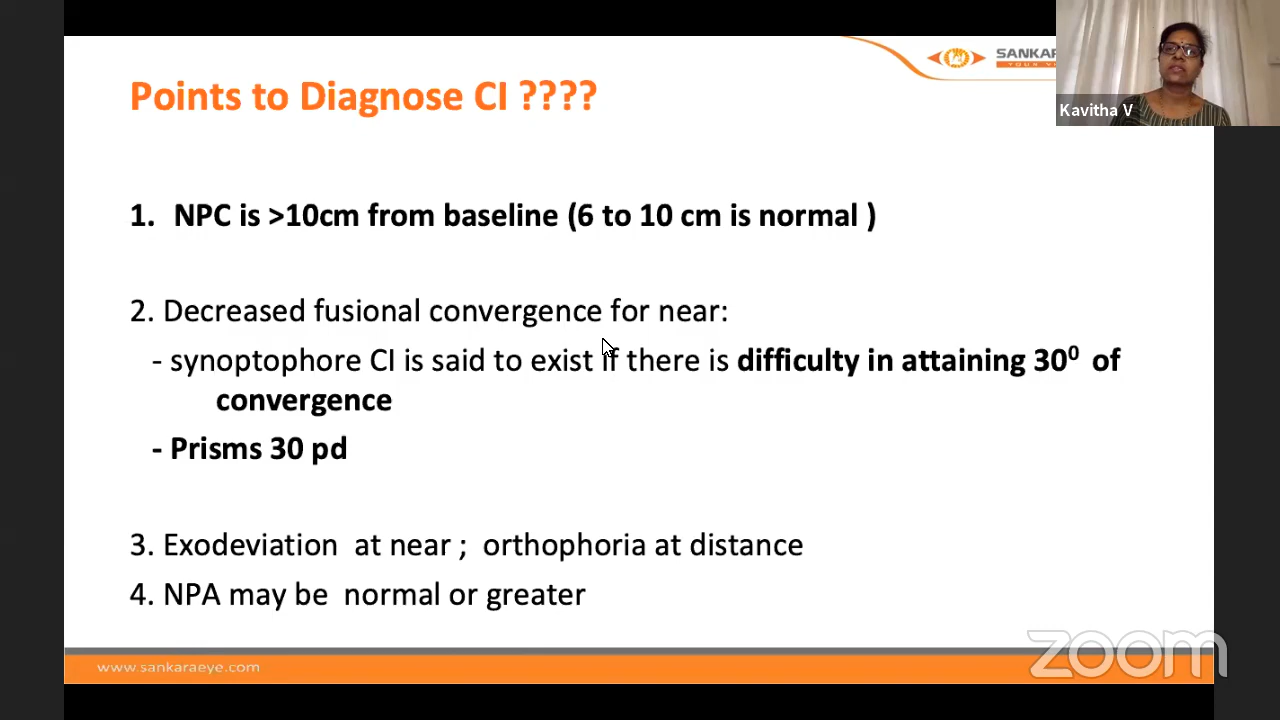 SANKARA
Kavitha V
Points to Diagnose CI ????
1. NPC is >10cm from baseline (6 to 10 cm is normal )
2. Decreased fusional convergence for near:
- synoptophore CI is said to exist if there is difficulty in attaining 30⁰ of
convergence
- Prisms 30 pd
3. Exodeviation at near ; orthophoria at distance
4. NPA may be normal or greater
www.sankaraeye.com
zoom